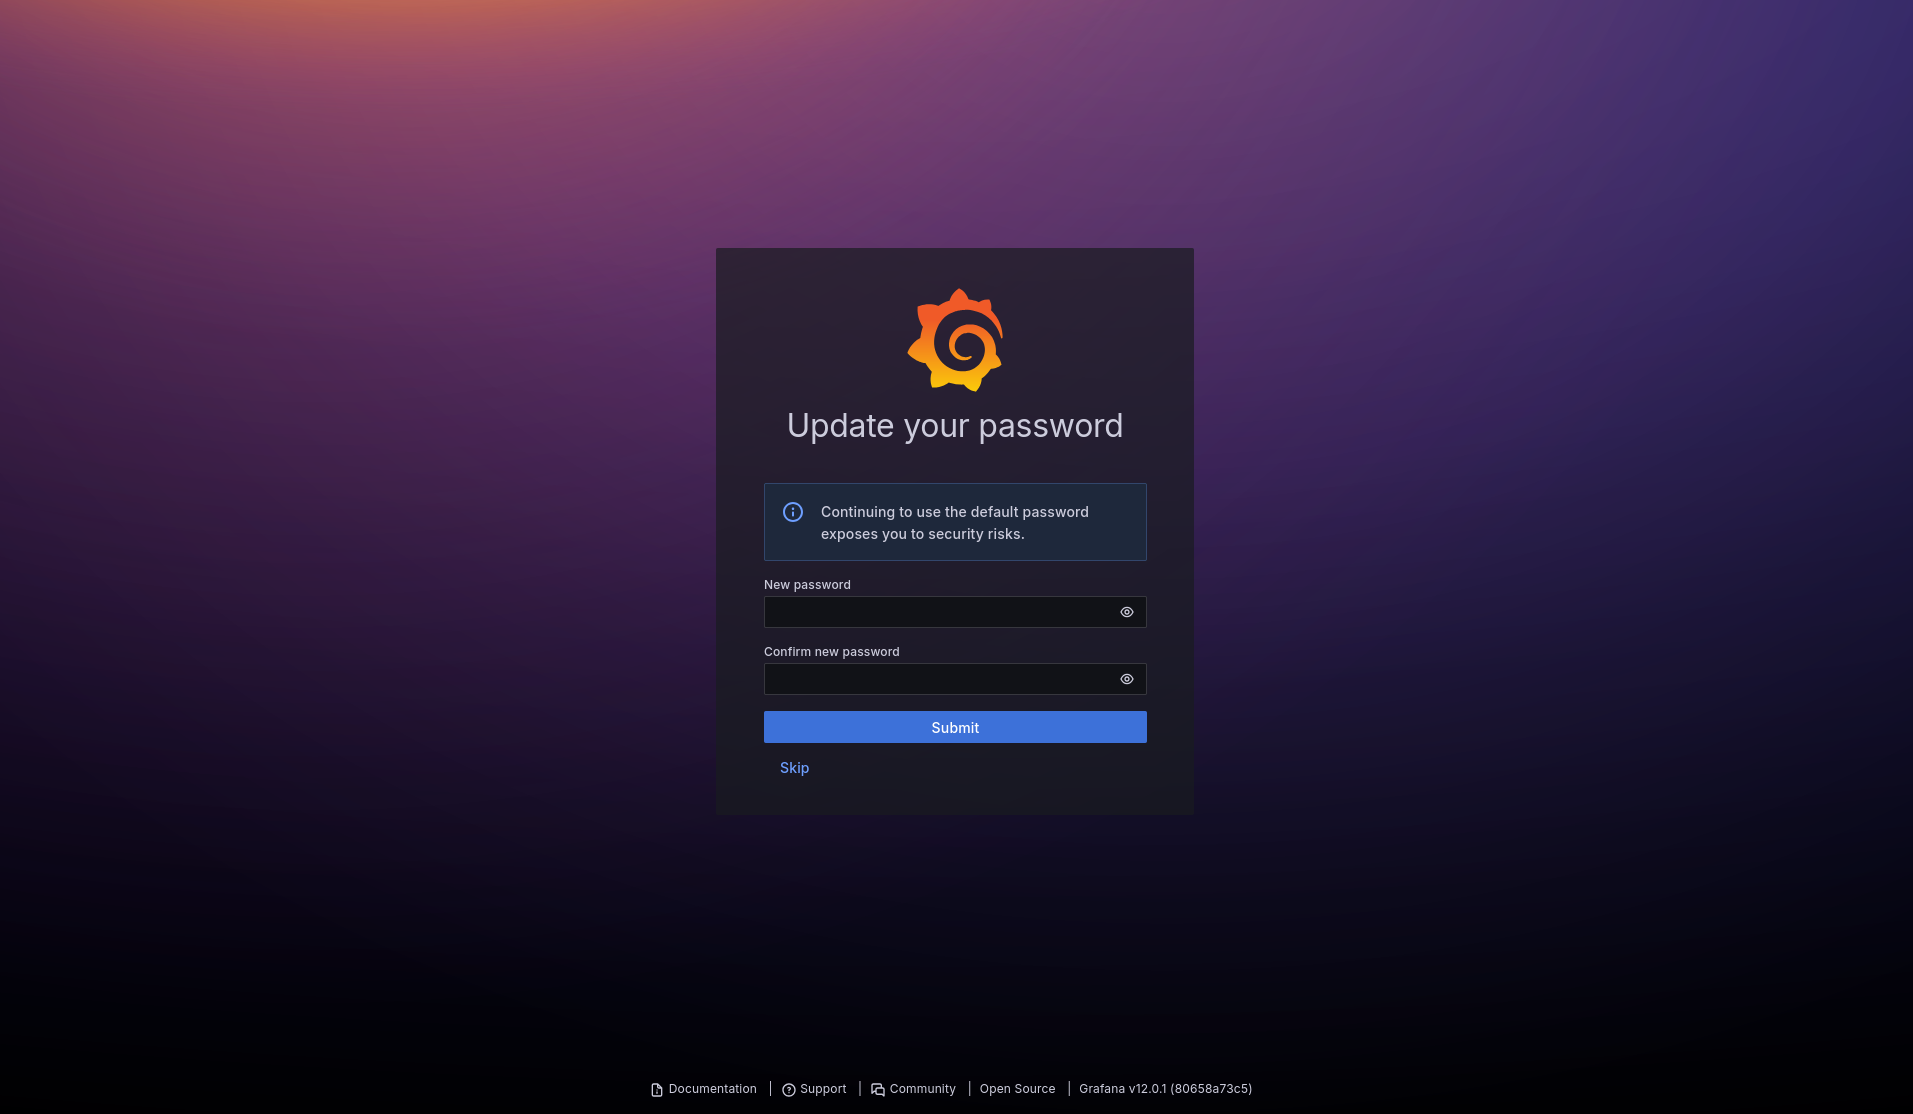 Update your password
Continuing to use the default password
exposes you to security risks.
New password
Confirm new password
Submit
Skip
Documentation | Support | Community | Open Source | Grafana v12.0.1 (80658a73c5)